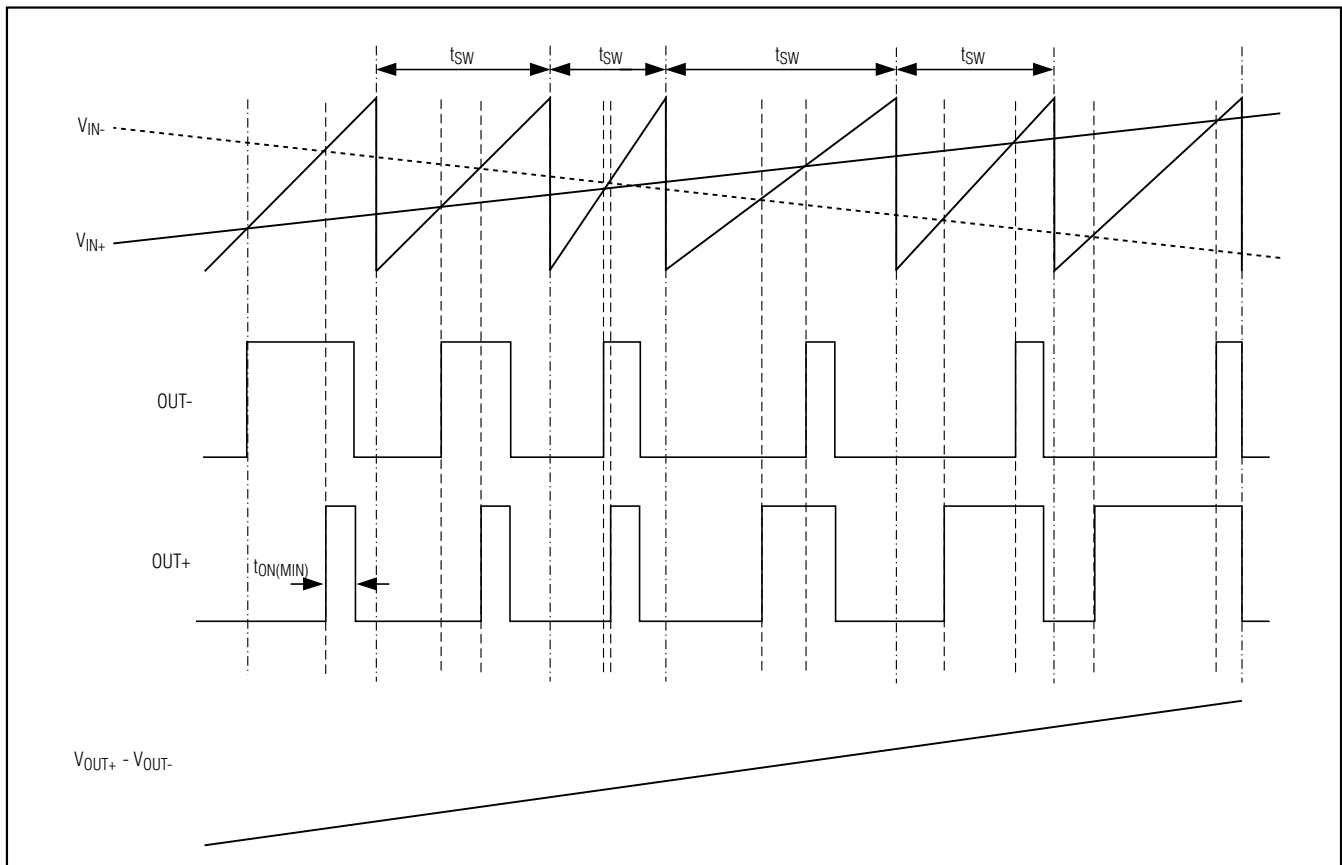 tSW tSW tSW tSW
VIN-
VIN+
OUT-
OUT+
tON(MIN)
VOUT+ - VOUT-